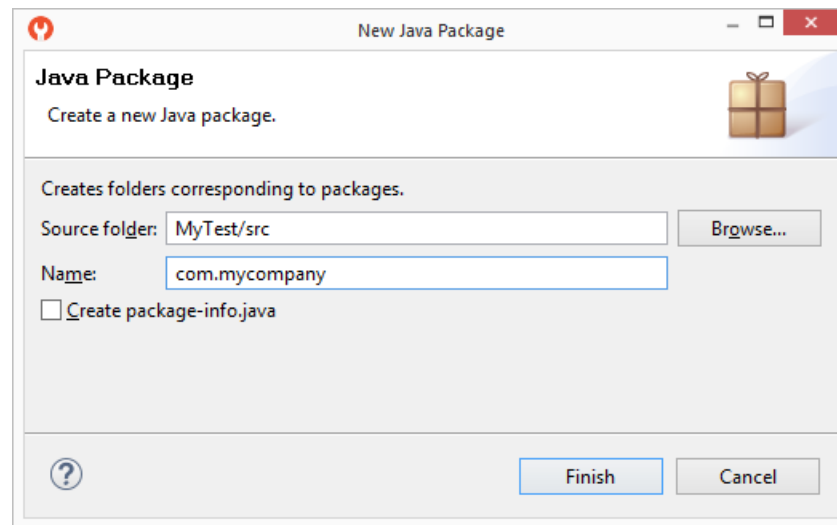 New Java Package
Java Package
Create a new Java package.
Creates folders corresponding to packages.
Source folder: MyTest/src Browse...
Name: com.mycompany
Create package-info.java
Finish Cancel